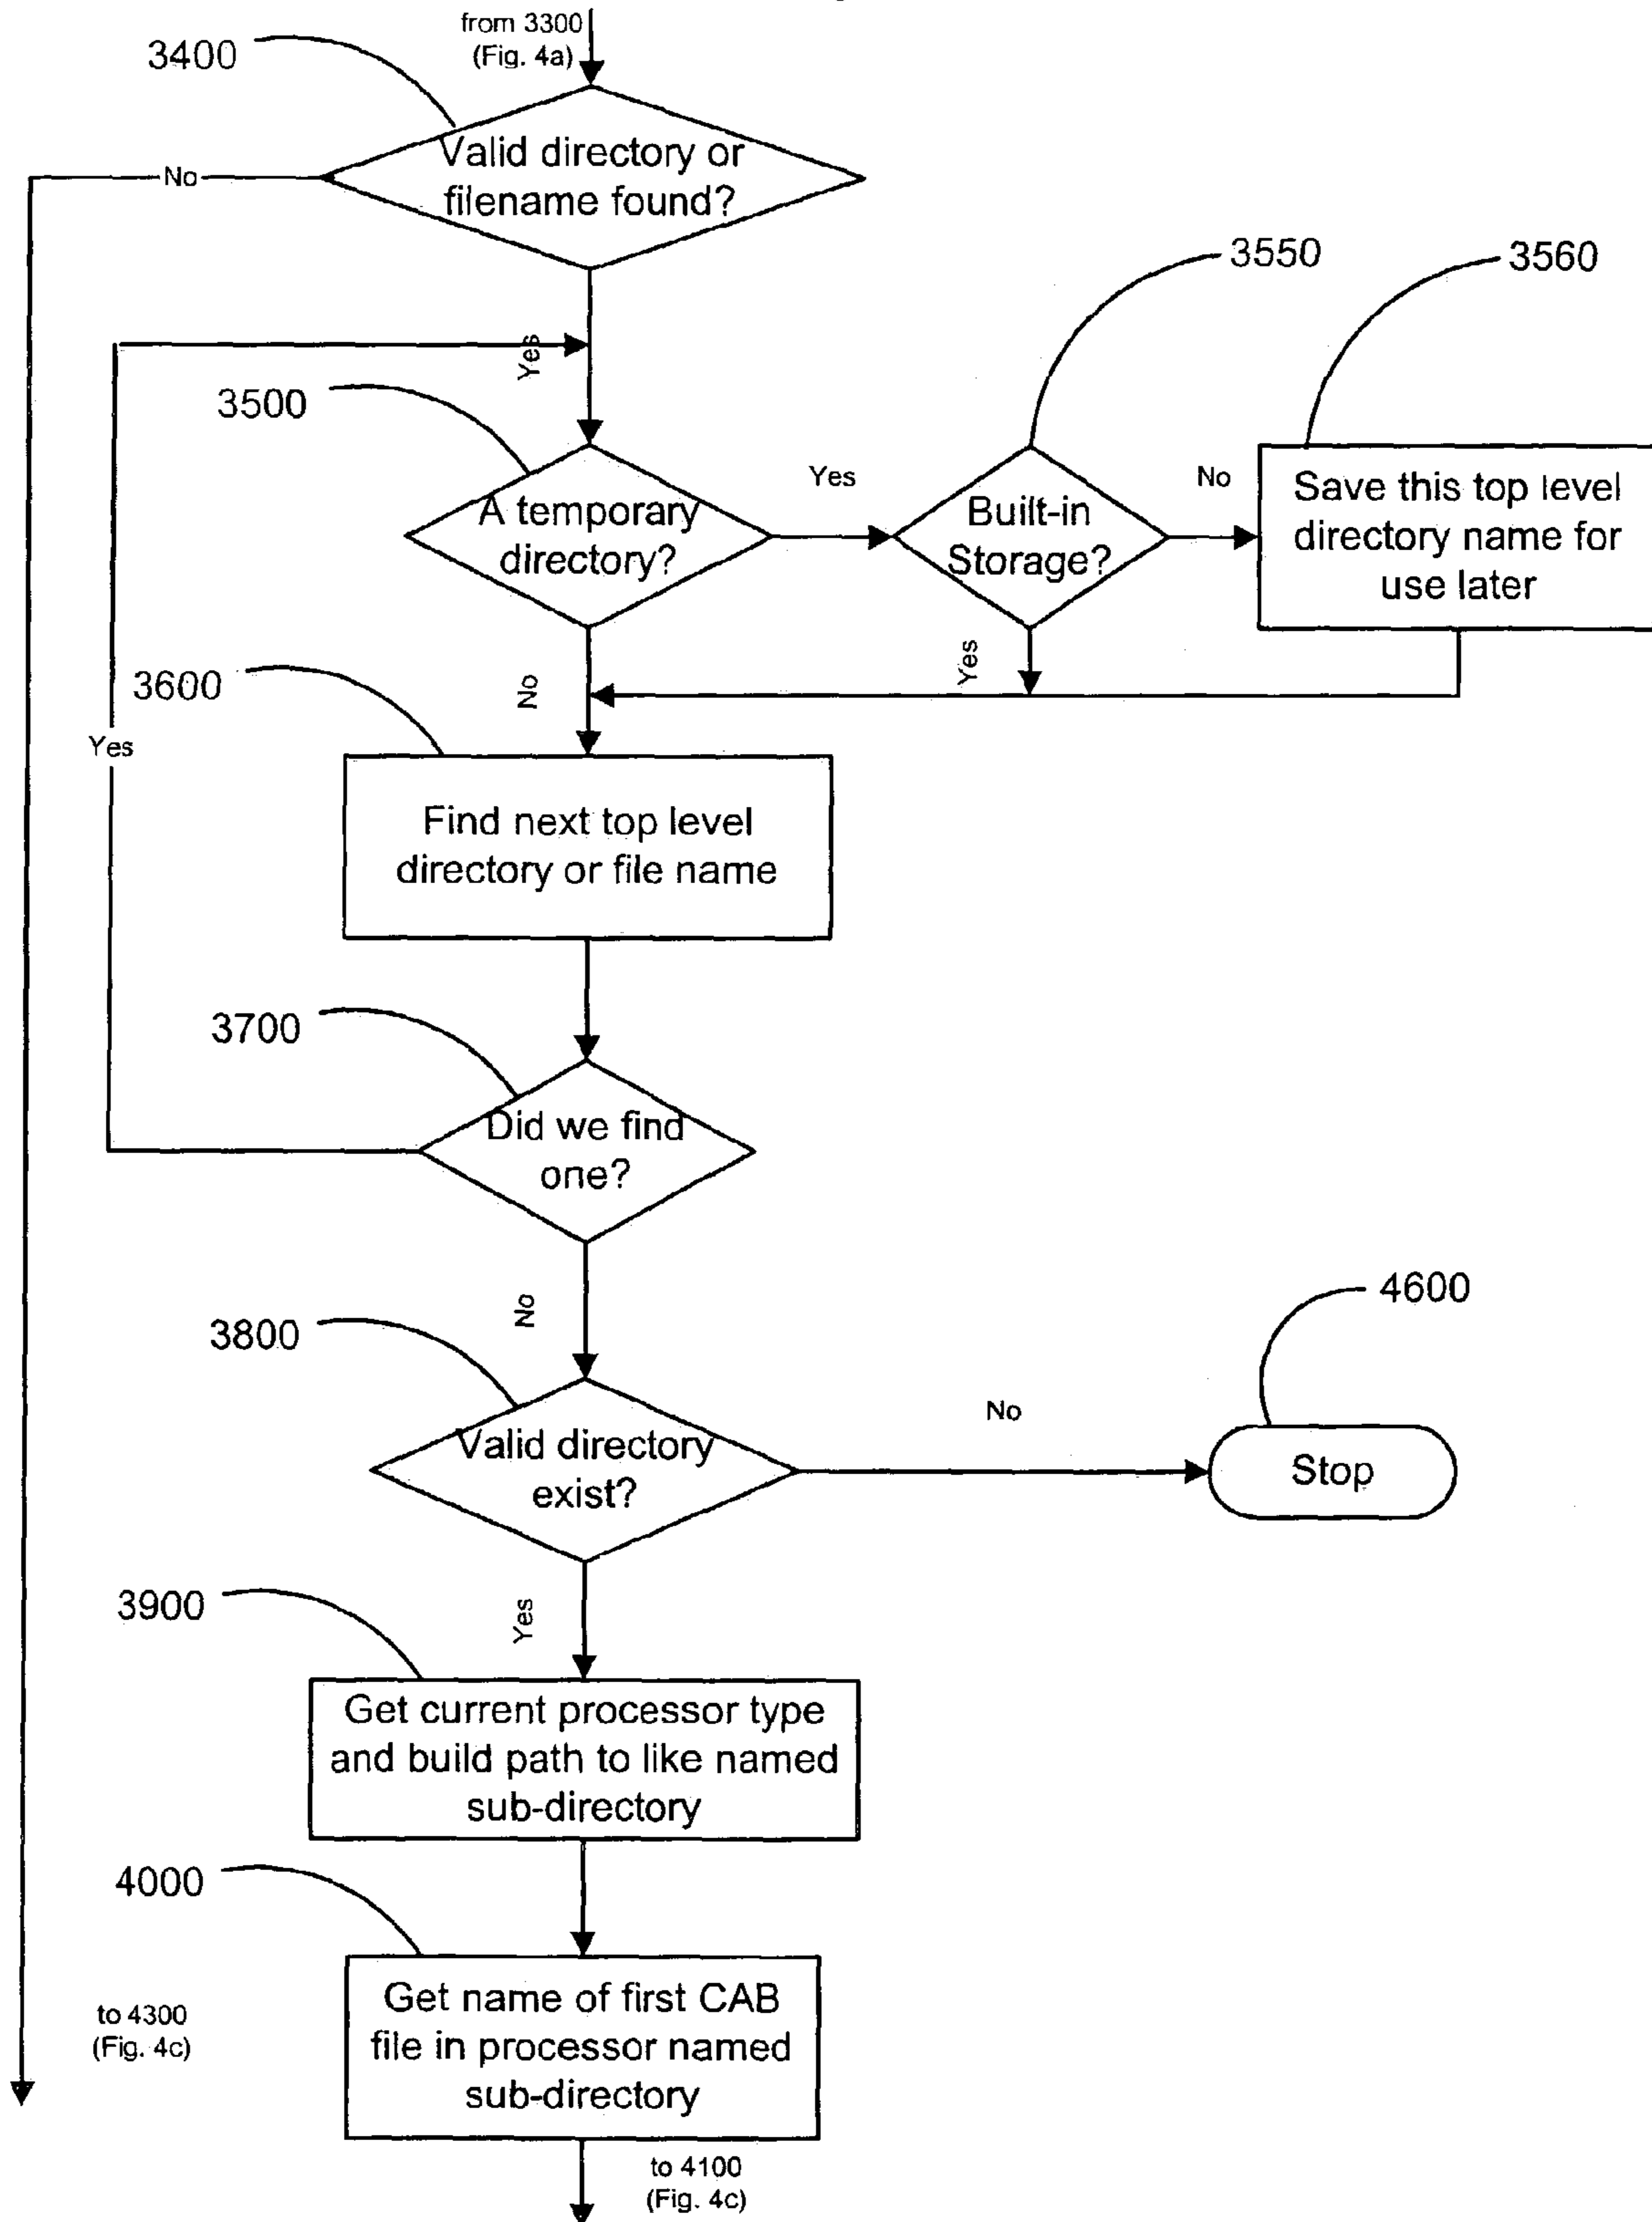 from 3300
(Fig. 4a)
3400
Valid directory or
filename found?
No
3550
3560
Yes
3500
A temporary
directory?
Yes
Built-in
Storage?
No
Save this top level
directory name for
use later
3600
No
Yes
Yes
Find next top level
directory or file name
3700
Did we find
one?
No
3800
4600
Valid directory
exist?
No
Stop
3900
Yes
Get current processor type
and build path to like named
sub-directory
4000
Get name of first CAB
file in processor named
sub-directory
to 4300
(Fig. 4c)
to 4100
(Fig. 4c)